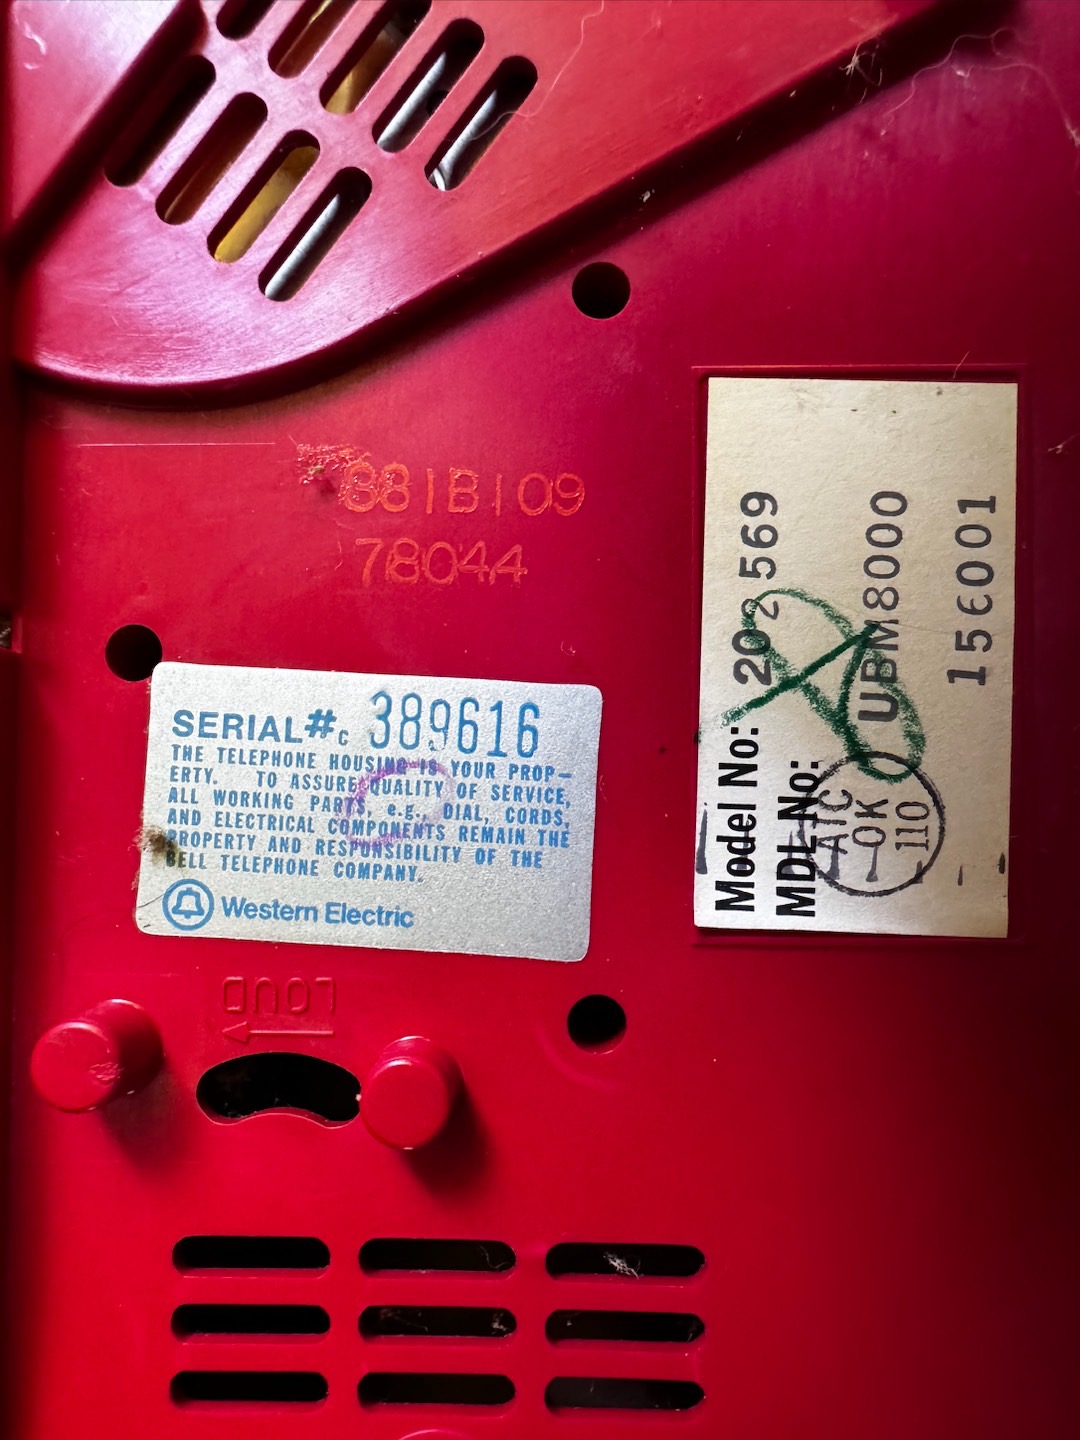 881B109
78044
SERIAL#c 389616
THE TELEPHONE HOUSING IS YOUR PROP—
ERTY. TO ASSURE QUALITY OF SERVICE,
ALL WORKING PARTS, e.g., DIAL, CORDS,
AND ELECTRICAL COMPONENTS REMAIN THE
PROPERTY AND RESPONSIBILITY OF THE
BELL TELEPHONE COMPANY.
Western Electric
LOUD
Model No: 202569
MDL No: UBM8000
15E001
A1C
OK
110